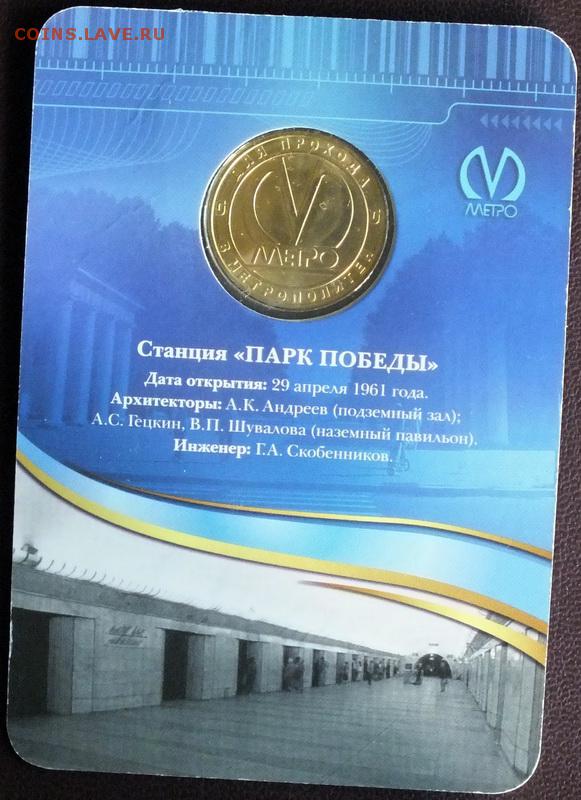 COINS.LAVE.RU
ДЛЯ ПРОХОДА
МЕТРО
В МЕТРОПОЛИТЕН
МЕТРО
Станция «ПАРК ПОБЕДЫ»
Дата открытия: 29 апреля 1961 года.
Архитекторы: А.К. Андреев (подземный зал);
А.С. Гецкин, В.П. Шувалова (наземный павильон).
Инженер: Г.А. Скобенников.